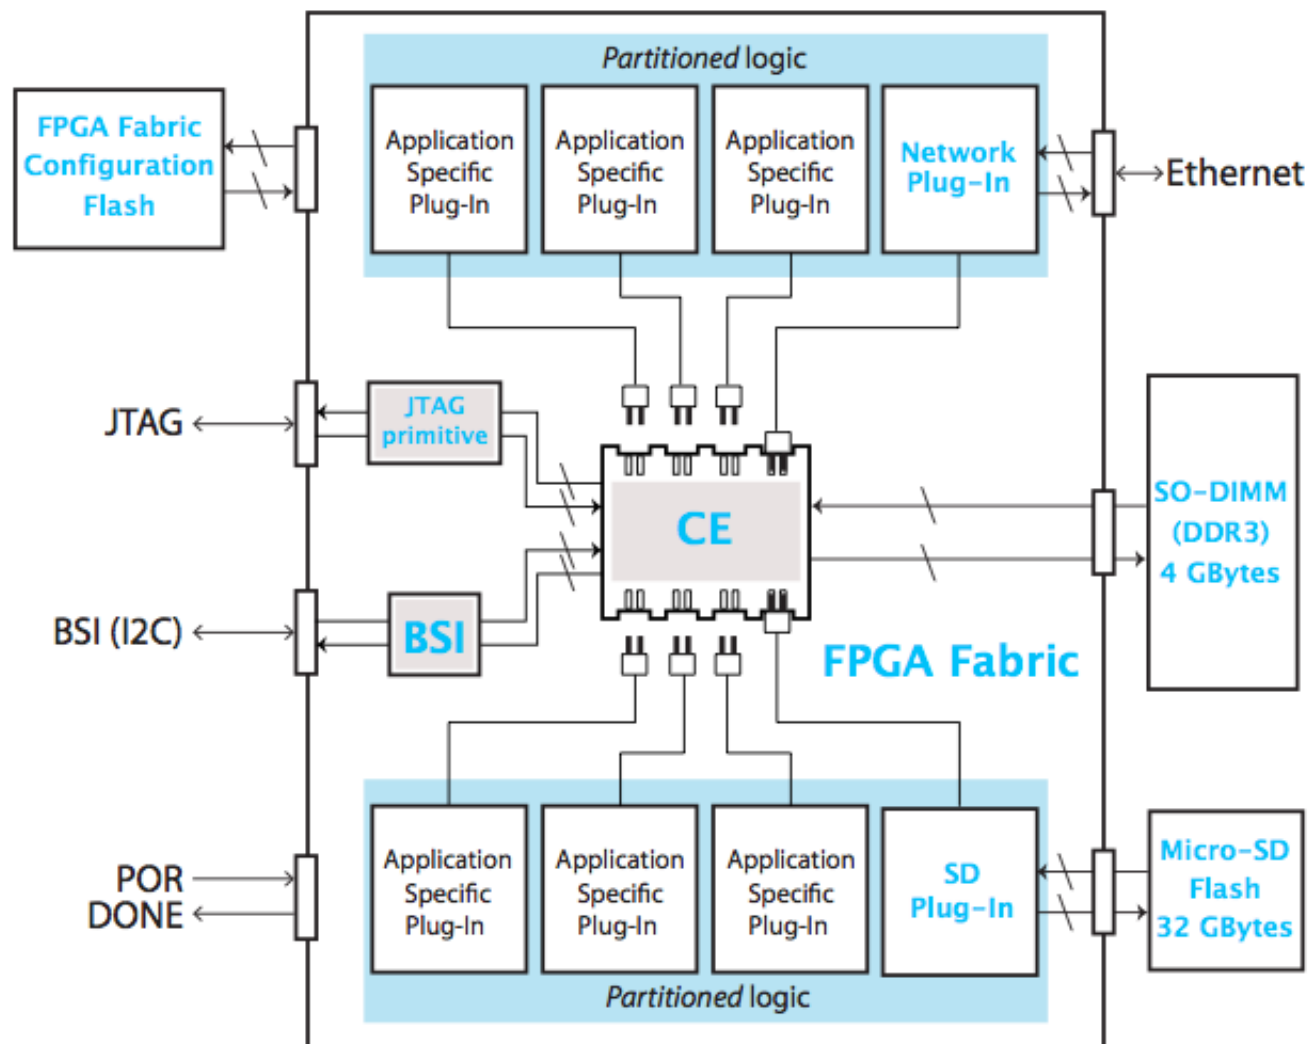 Partitioned logic
FPGA Fabric
Configuration
Flash
Application
Specific
Plug-In
Application
Specific
Plug-In
Application
Specific
Plug-In
Network
Plug-In
Ethernet
JTAG
JTAG
primitive
CE
SO-DIMM
(DDR3)
4 GBytes
BSI (I2C)
BSI
FPGA Fabric
POR
DONE
Application
Specific
Plug-In
Application
Specific
Plug-In
Application
Specific
Plug-In
SD
Plug-In
Micro-SD
Flash
32 GBytes
Partitioned logic